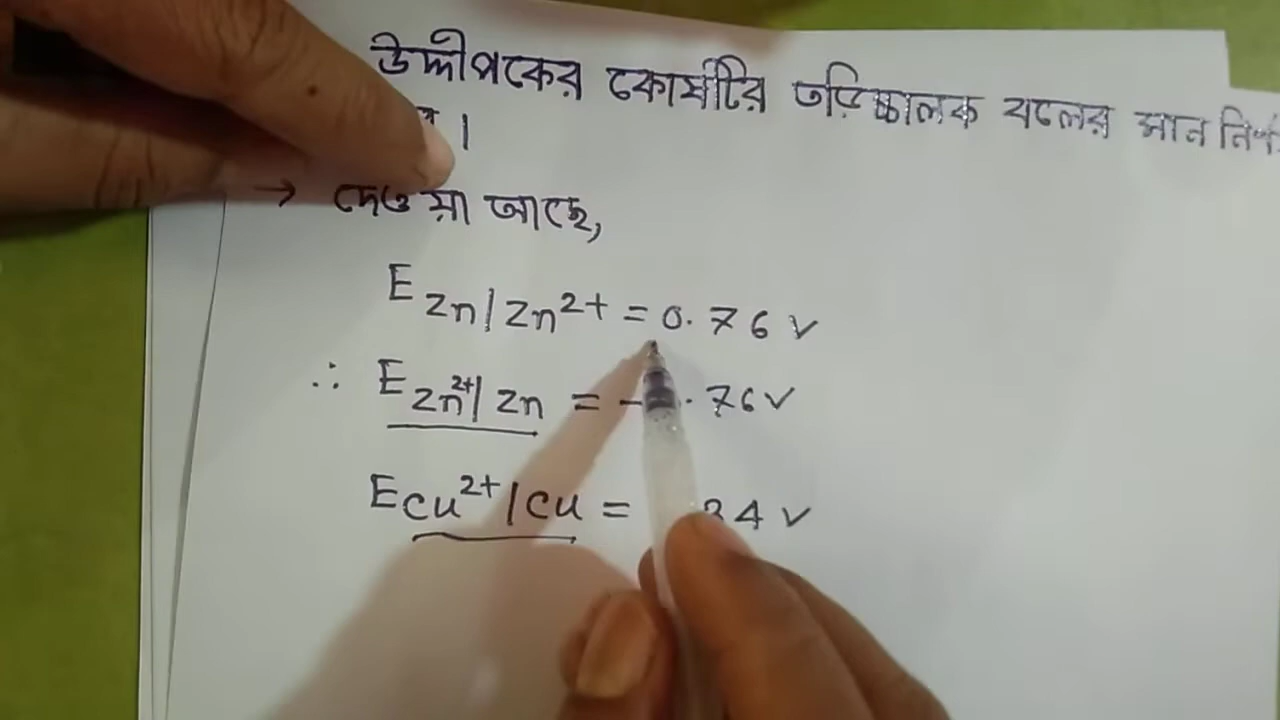 উদ্দীপকের কোষটির তড়িচ্চালক বলের মান
।
→ দেওয়া আছে,
E Zn/Zn²⁺ = 0.76 V
∴ E Zn²⁺/Zn = - .76 V
E Cu²⁺/Cu = 34 V